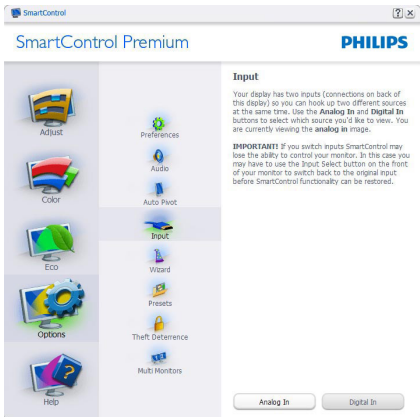 SmartControl
SmartControl Premium
PHILIPS
Adjust
Color
Eco
Options
Help
Preferences
Audio
Auto Pivot
Input
Wizard
Presets
Theft Deterrence
Multi Monitors
Input
Your display has two inputs (connections on back of
this display) so you can hook up two different sources
at the same time. Use the Analog In and Digital In
buttons to select which source you'd like to view. You
are currently viewing the analog in image.
IMPORTANT! If you switch inputs SmartControl may
lose the ability to control your monitor. In this case you
may have to use the Input Select button on the front
of your monitor to switch back to the original input
before SmartControl functionality can be restored.
Analog In
Digital In